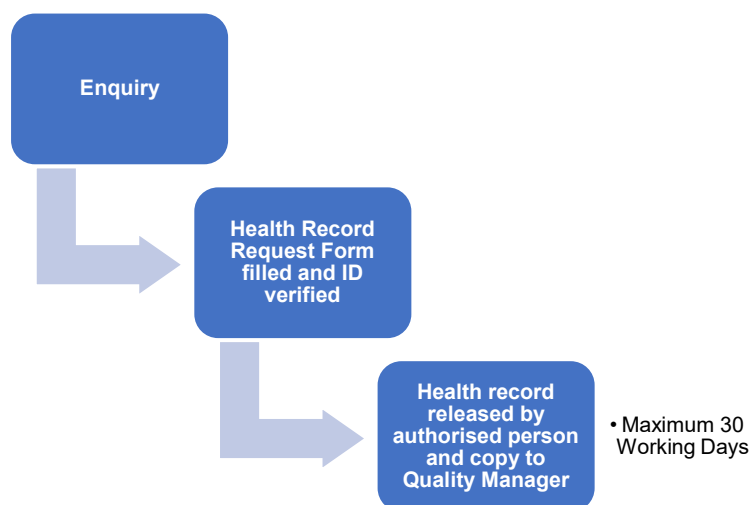 Enquiry
Health Record
Request Form
filled and ID
verified
Health record
released by
authorised person
and copy to
Quality Manager
• Maximum 30
Working Days